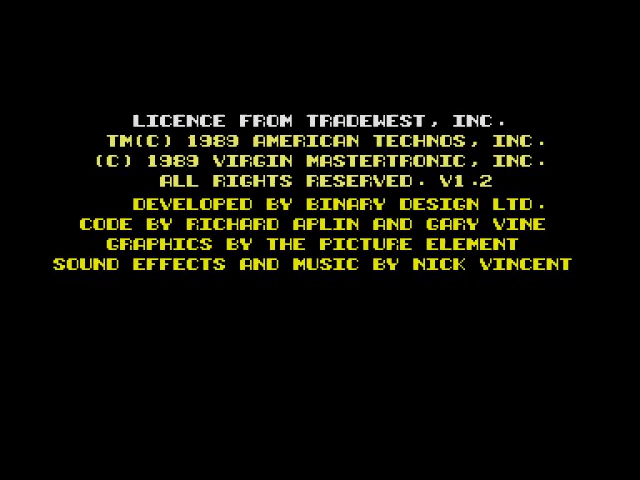 LICENCE FROM TRADEWEST, INC.
TM(C) 1989 AMERICAN TECHNOS, INC.
(C) 1989 VIRGIN MASTERTRONIC, INC.
ALL RIGHTS RESERVED. V1.2
DEVELOPED BY BINARY DESIGN LTD.
CODE BY RICHARD APLIN AND GARY VINE
GRAPHICS BY THE PICTURE ELEMENT
SOUND EFFECTS AND MUSIC BY NICK VINCENT